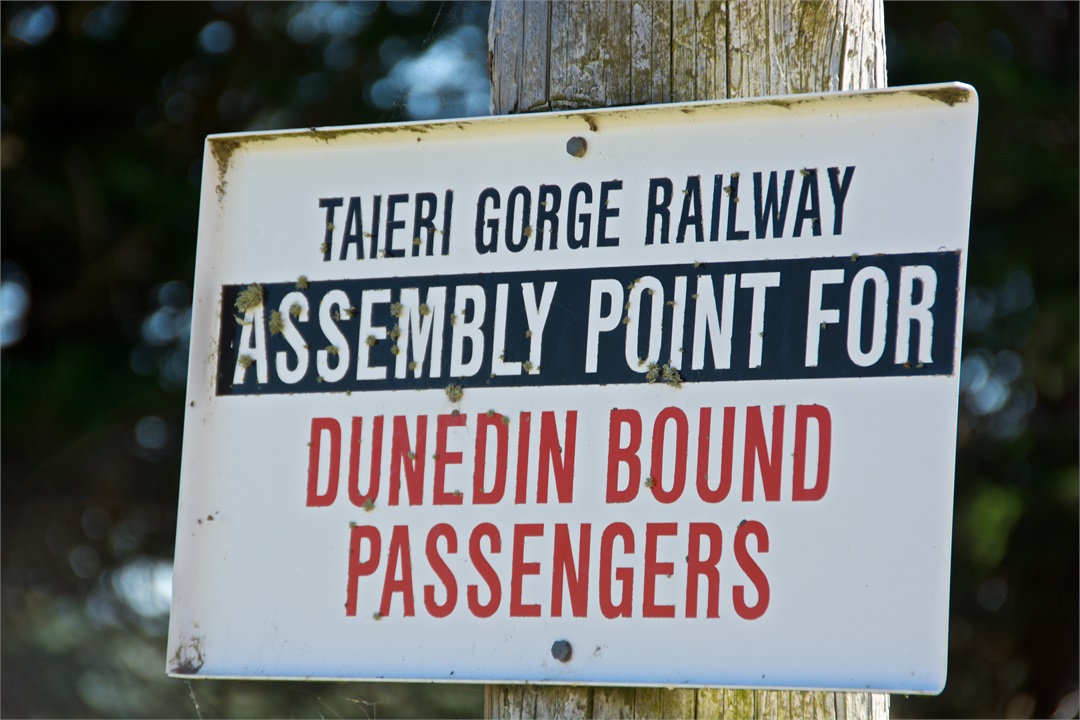 TAIERI GORGE RAILWAY
ASSEMBLY POINT FOR
DUNEDIN BOUND
PASSENGERS